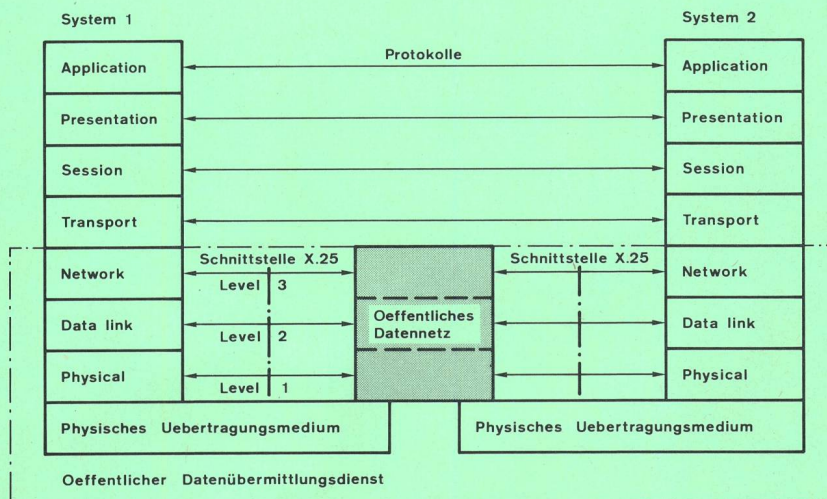 System 1
System 2
Application
Protokolle
Application
Presentation
Presentation
Session
Session
Transport
Transport
Network
Schnittstelle X.25
Level 3
Schnittstelle X.25
Network
Data link
Level 2
Oeffentliches
Datennetz
Data link
Physical
Level 1
Physical
Physisches Uebertragungsmedium
Physisches Uebertragungsmedium
Oeffentlicher Datenübermittlungsdienst